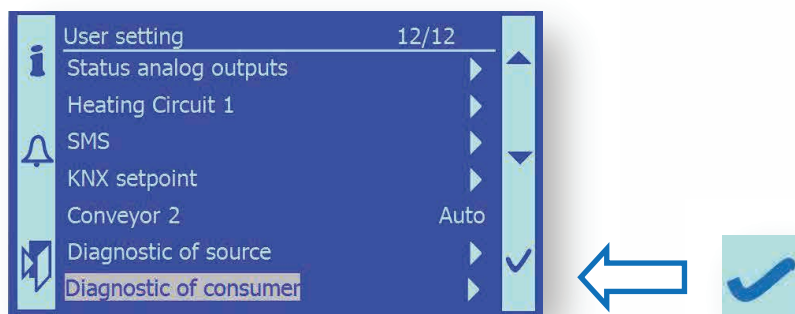 User setting 12/12
Status analog outputs
Heating Circuit 1
SMS
KNX setpoint
Conveyor 2 Auto
Diagnostic of source
Diagnostic of consumer